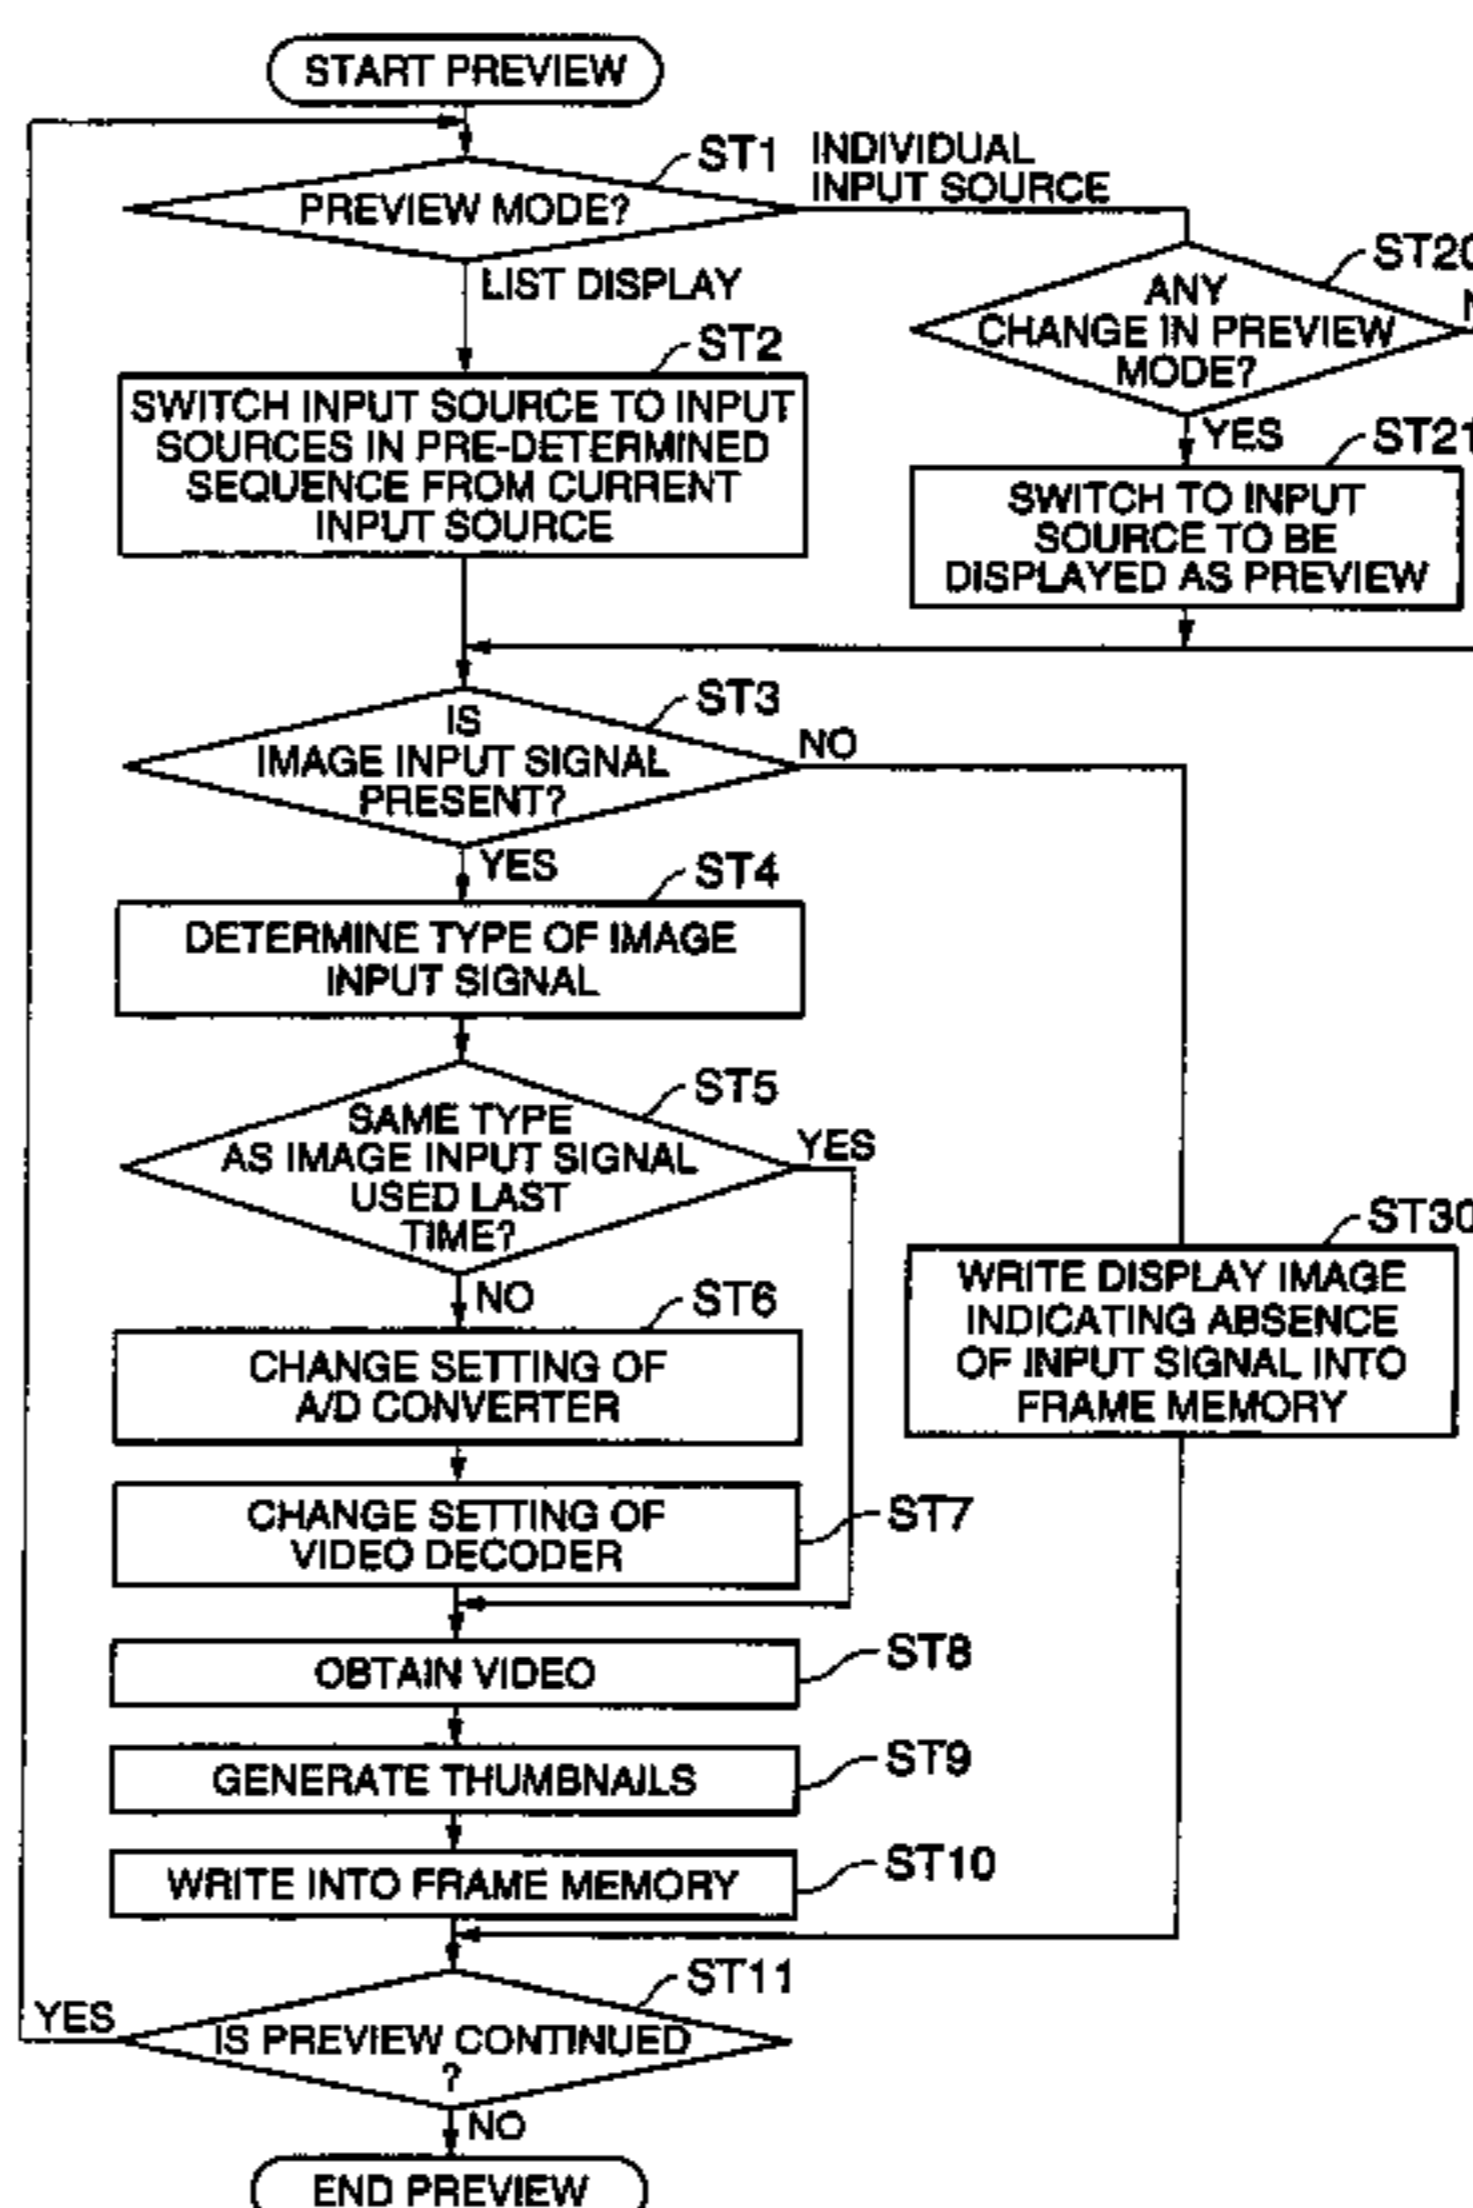 START PREVIEW
ST1
INDIVIDUAL
INPUT SOURCE
PREVIEW MODE?
LIST DISPLAY
ST20
ANY
CHANGE IN PREVIEW
MODE?
YES
ST2
SWITCH INPUT SOURCE TO INPUT
SOURCES IN PRE-DETERMINED
SEQUENCE FROM CURRENT
INPUT SOURCE
ST21
SWITCH TO INPUT
SOURCE TO BE
DISPLAYED AS PREVIEW
ST3
IS
IMAGE INPUT SIGNAL
PRESENT?
NO
YES
ST4
DETERMINE TYPE OF IMAGE
INPUT SIGNAL
ST5
SAME TYPE
AS IMAGE INPUT SIGNAL
USED LAST
TIME?
YES
NO
ST30
WRITE DISPLAY IMAGE
INDICATING ABSENCE
OF INPUT SIGNAL INTO
FRAME MEMORY
ST6
CHANGE SETTING OF
A/D CONVERTER
CHANGE SETTING OF
VIDEO DECODER
ST7
OBTAIN VIDEO
ST8
GENERATE THUMBNAILS
ST9
WRITE INTO FRAME MEMORY
ST10
ST11
YES
IS PREVIEW CONTINUED
?
NO
END PREVIEW